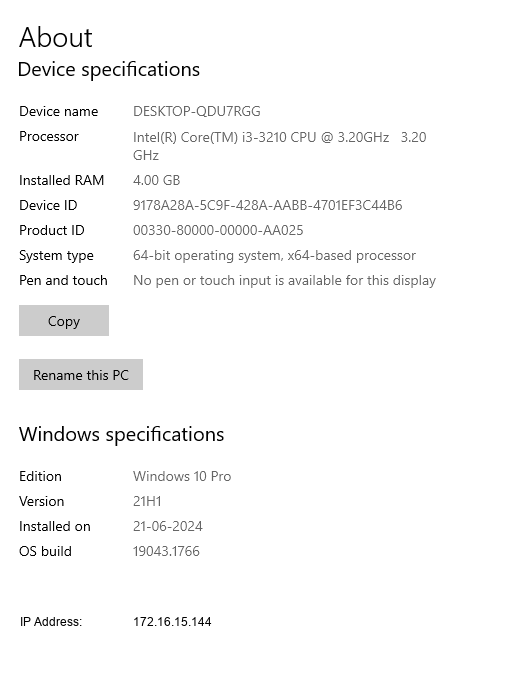 About
Device specifications
Device name DESKTOP-QDU7RGG
Processor Intel(R) Core(TM) i3-3210 CPU @ 3.20GHz 3.20
GHz
Installed RAM 4.00 GB
Device ID 9178A28A-5C9F-428A-AABB-4701EF3C44B6
Product ID 00330-80000-00000-AA025
System type 64-bit operating system, x64-based processor
Pen and touch No pen or touch input is available for this display
Copy
Rename this PC
Windows specifications
Edition Windows 10 Pro
Version 21H1
Installed on 21-06-2024
OS build 19043.1766
IP Address: 172.16.15.144